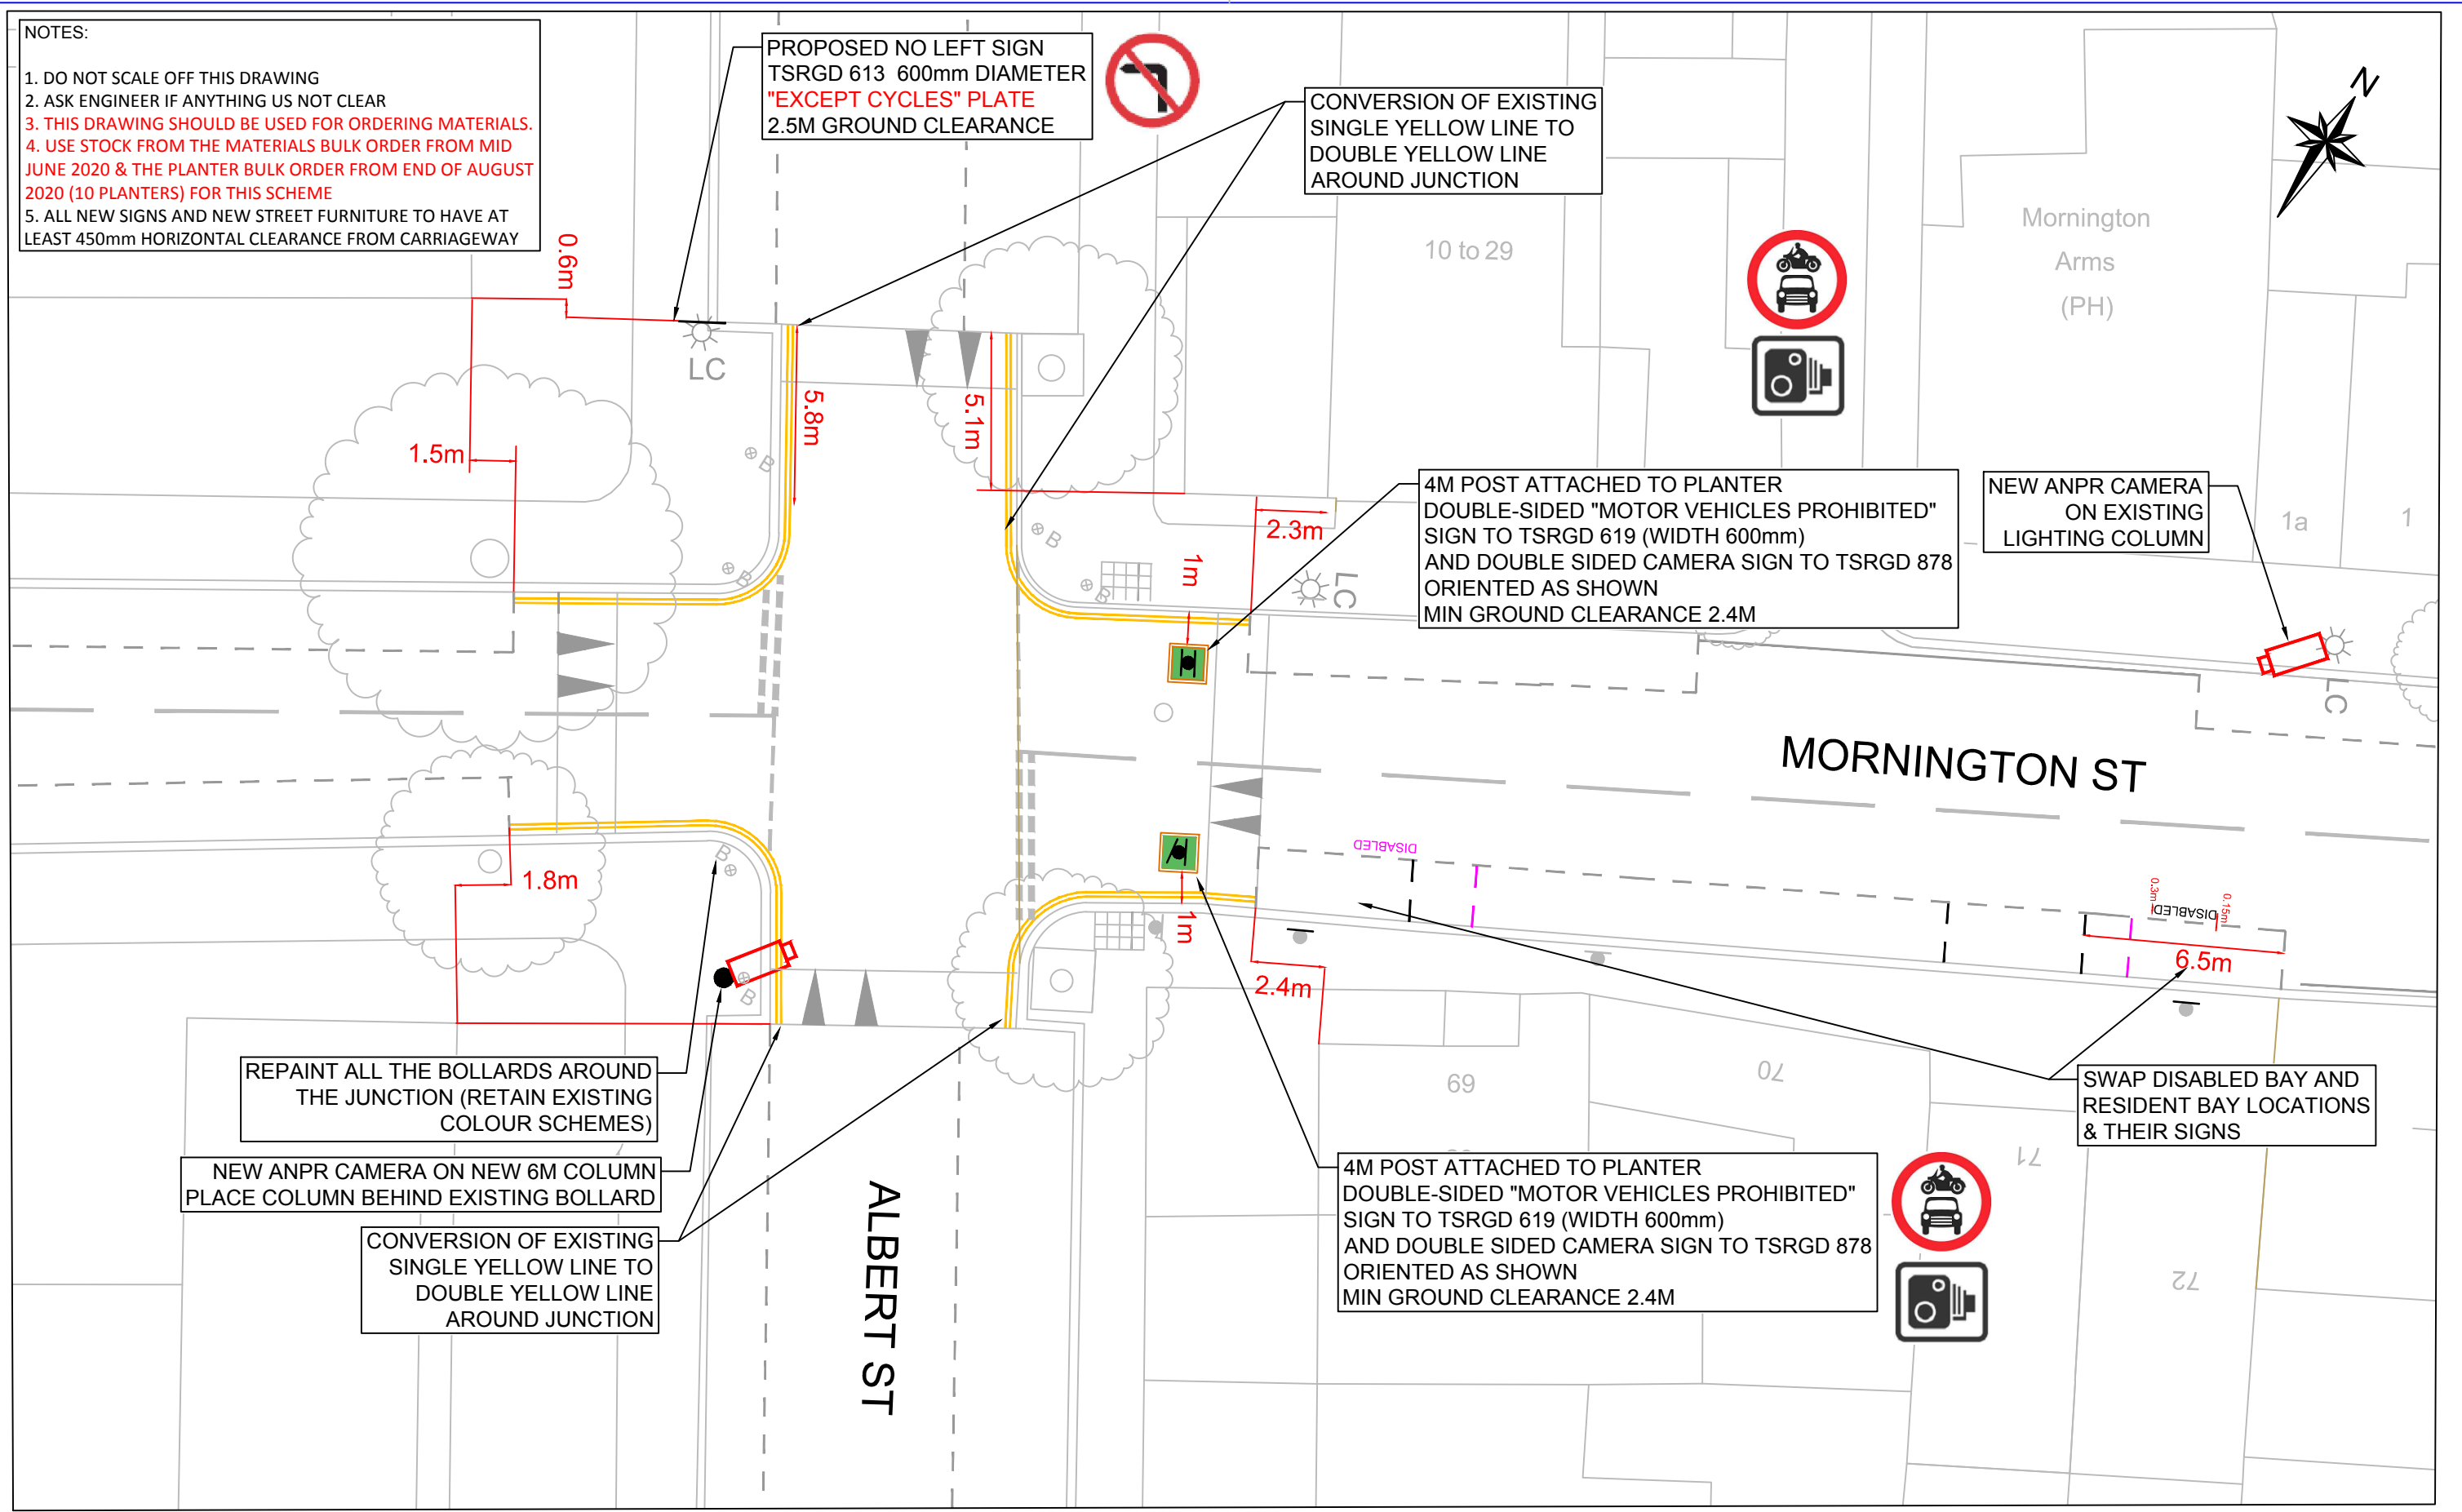 NOTES:
1. DO NOT SCALE OFF THIS DRAWING
2. ASK ENGINEER IF ANYTHING US NOT CLEAR
3. THIS DRAWING SHOULD BE USED FOR ORDERING MATERIALS.
4. USE STOCK FROM THE MATERIALS BULK ORDER FROM MID
JUNE 2020 & THE PLANTER BULK ORDER FROM END OF AUGUST
2020 (10 PLANTERS) FOR THIS SCHEME
5. ALL NEW SIGNS AND NEW STREET FURNITURE TO HAVE AT
LEAST 450mm HORIZONTAL CLEARANCE FROM CARRIAGEWAY
PROPOSED NO LEFT SIGN
TSRGD 613 600mm DIAMETER
"EXCEPT CYCLES" PLATE
2.5M GROUND CLEARANCE
CONVERSION OF EXISTING
SINGLE YELLOW LINE TO
DOUBLE YELLOW LINE
AROUND JUNCTION
N
10 to 29
Mornington
Arms
(PH)
0.6m
LC
5.8m
5.1m
1.5m
B
B
B
B
2.3m
1m
LC
4M POST ATTACHED TO PLANTER
DOUBLE-SIDED "MOTOR VEHICLES PROHIBITED"
SIGN TO TSRGD 619 (WIDTH 600mm)
AND DOUBLE SIDED CAMERA SIGN TO TSRGD 878
ORIENTED AS SHOWN
MIN GROUND CLEARANCE 2.4M
NEW ANPR CAMERA
ON EXISTING
LIGHTING COLUMN
1a
1
LC
MORNINGTON ST
DISABLED
0.3m
DISABLED
0.15m
6.5m
1.8m
B
B
1m
2.4m
69
70
71
72
REPAINT ALL THE BOLLARDS AROUND
THE JUNCTION (RETAIN EXISTING
COLOUR SCHEMES)
NEW ANPR CAMERA ON NEW 6M COLUMN
PLACE COLUMN BEHIND EXISTING BOLLARD
CONVERSION OF EXISTING
SINGLE YELLOW LINE TO
DOUBLE YELLOW LINE
AROUND JUNCTION
ALBERT ST
SWAP DISABLED BAY AND
RESIDENT BAY LOCATIONS
& THEIR SIGNS
4M POST ATTACHED TO PLANTER
DOUBLE-SIDED "MOTOR VEHICLES PROHIBITED"
SIGN TO TSRGD 619 (WIDTH 600mm)
AND DOUBLE SIDED CAMERA SIGN TO TSRGD 878
ORIENTED AS SHOWN
MIN GROUND CLEARANCE 2.4M